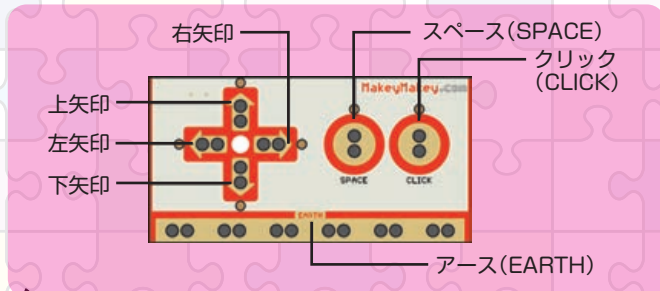 右矢印
スペース(SPACE)
クリック
(CLICK)
上矢印
左矢印
下矢印
MakeyMakey.com
SPACE
CLICK
EARTH
アース(EARTH)